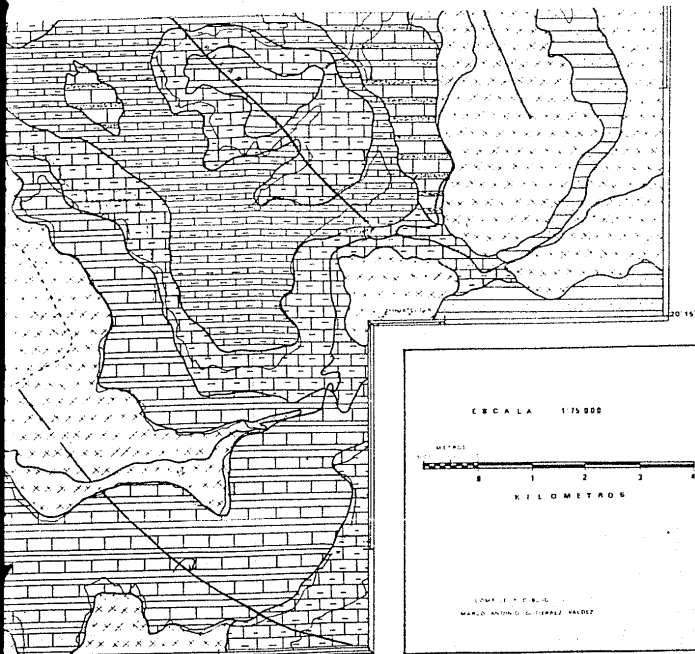 20°15'
ESCALA 1:75 000
METROS
0 1 2 3 4
KILOMETROS
MARCO ANTONIO GUTIERREZ VALDEZ